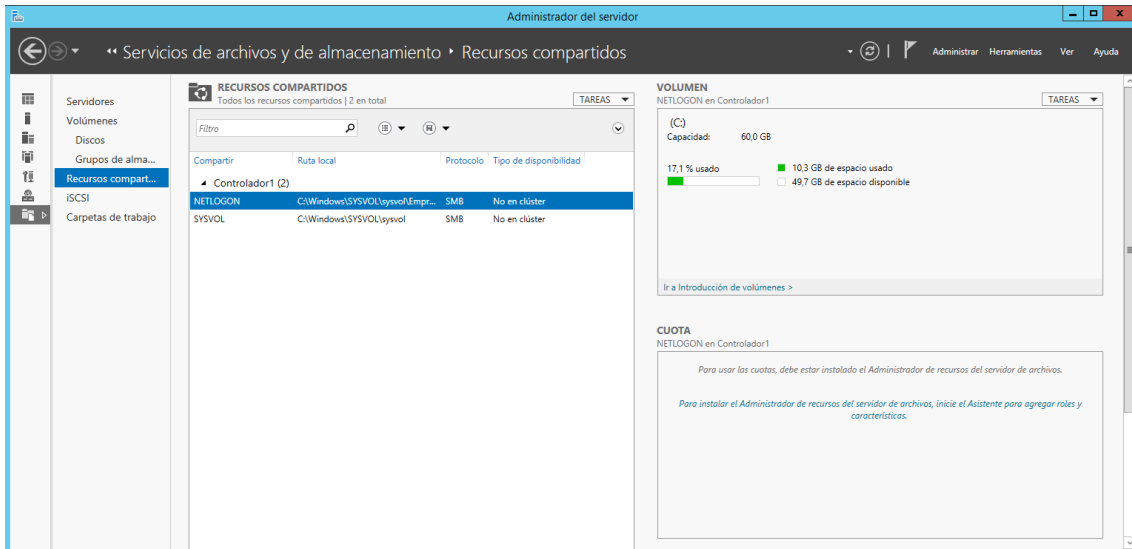 Administrador del servidor
Servicios de archivos y de almacenamiento • Recursos compartidos
Administrar Herramientas Ver Ayuda
Servidores
Volúmenes
Discos
Grupos de alma...
Recursos compart...
iSCSI
Carpetas de trabajo
RECURSOS COMPARTIDOS
Todos los recursos compartidos | 2 en total
TAREAS
Filtro
Compartir Ruta local Protocolo Tipo de disponibilidad
Controlador1 (2)
NETLOGON C:\Windows\SYSVOL\sysvol\Empr... SMB No en clúster
SYSVOL C:\Windows\SYSVOL\sysvol SMB No en clúster
VOLUMEN
NETLOGON en Controlador1
TAREAS
(C:)
Capacidad: 60,0 GB
17,1 % usado
10,3 GB de espacio usado
49,7 GB de espacio disponible
Ir a Introducción de volúmenes >
CUOTA
NETLOGON en Controlador1
Para usar las cuotas, debe estar instalado el Administrador de recursos del servidor de archivos.
Para instalar el Administrador de recursos del servidor de archivos, inicie el Asistente para agregar roles y
características.